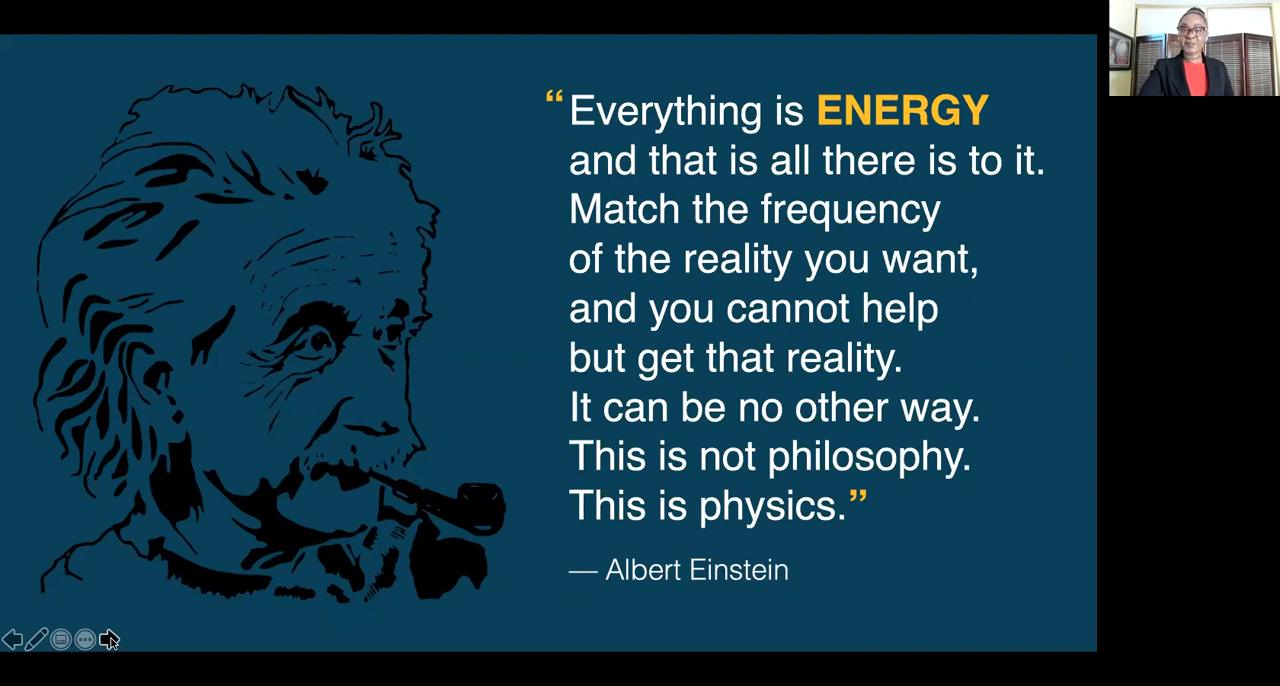 “Everything is ENERGY
and that is all there is to it.
Match the frequency
of the reality you want,
and you cannot help
but get that reality.
It can be no other way.
This is not philosophy.
This is physics.”
— Albert Einstein